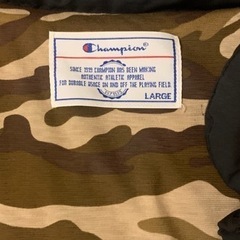 Champion
SINCE 1919 CHAMPION HAS BEEN MAKING
AUTHENTIC ATHLETIC APPAREL
FOR DURABLE USAGE ON AND OFF THE PLAYING FIELD
LARGE